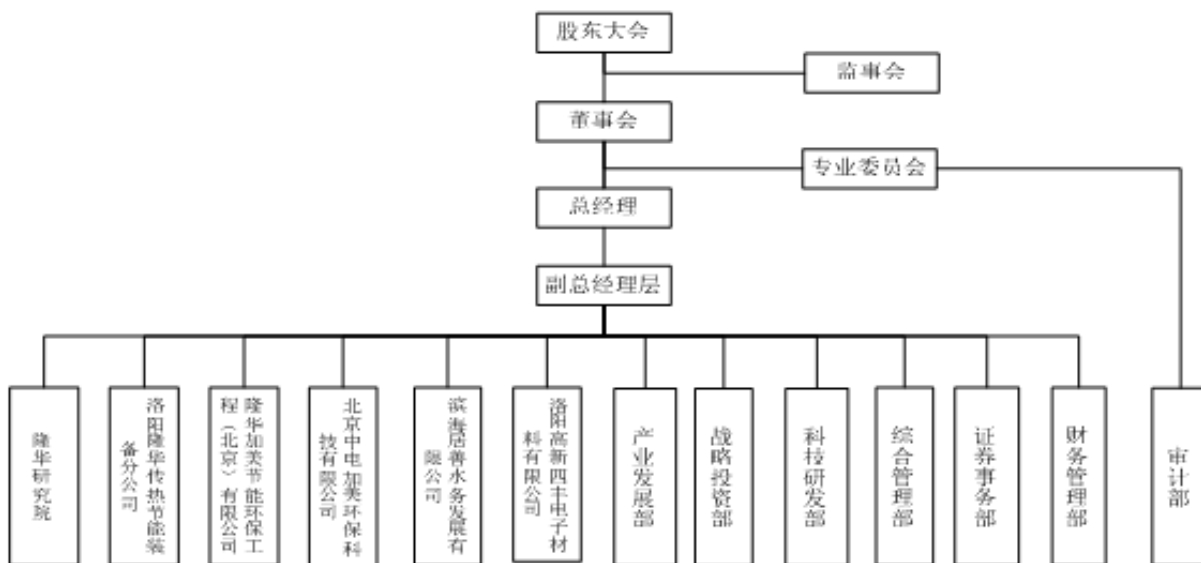 股东大会
监事会
董事会
专业委员会
总经理
副总经理层
隆华研究院
洛阳隆华传热节能装
备分公司
隆华加美节能环保工
程（北京）有限公司
北京中电加美环保科
技有限公司
滨海居善水务发展有
限公司
洛阳高新四丰电子材
料有限公司
产业发展部
战略投资部
科技研发部
综合管理部
证券事务部
财务管理部
审计部